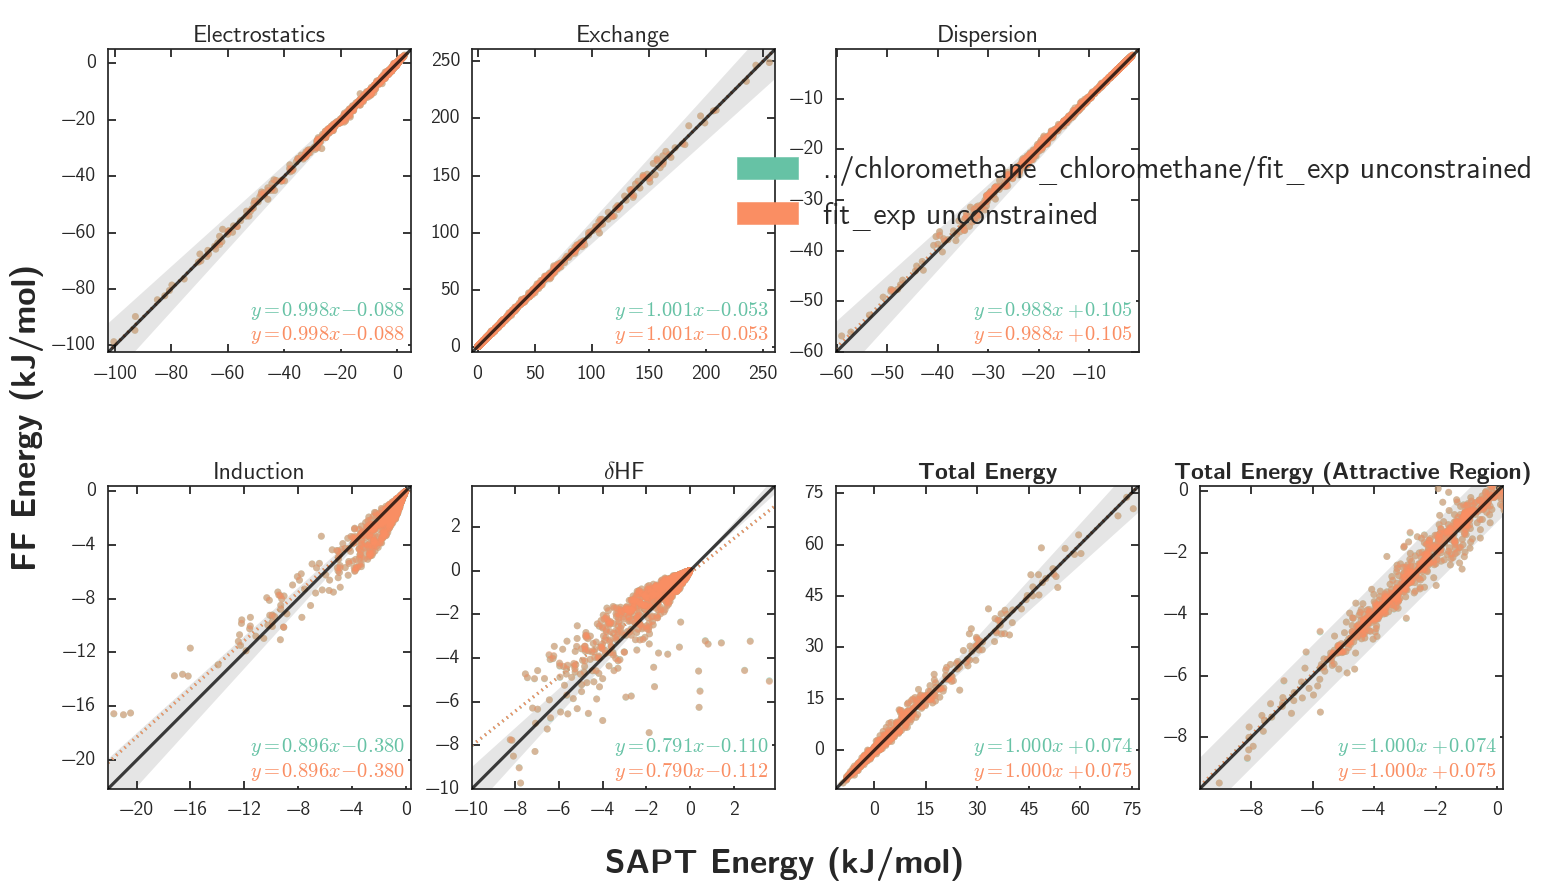 Electrostatics
Exchange
Dispersion
0
−20
−40
−60
−80
−100
250
200
150
100
50
0
−10
−20
−30
−40
−50
−60
../chloromethane_chloromethane/fit_exp unconstrained
fit_exp unconstrained
y=0.998x−0.088
y=0.998x−0.088
y=1.001x−0.053
y=1.001x−0.053
y=0.988x+0.105
y=0.988x+0.105
−100 −80 −60 −40 −20 0
0 50 100 150 200 250
−60 −50 −40 −30 −20 −10
FF Energy (kJ/mol)
Induction
δHF
Total Energy
Total Energy (Attractive Region)
0
−4
−8
−12
−16
−20
2
0
−2
−4
−6
−8
−10
75
60
45
30
15
0
0
−2
−4
−6
−8
y=0.896x−0.380
y=0.896x−0.380
y=0.791x−0.110
y=0.790x−0.112
y=1.000x+0.074
y=1.000x+0.075
y=1.000x+0.074
y=1.000x+0.075
−20 −16 −12 −8 −4 0
−10 −8 −6 −4 −2 0 2
0 15 30 45 60 75
−8 −6 −4 −2 0
SAPT Energy (kJ/mol)